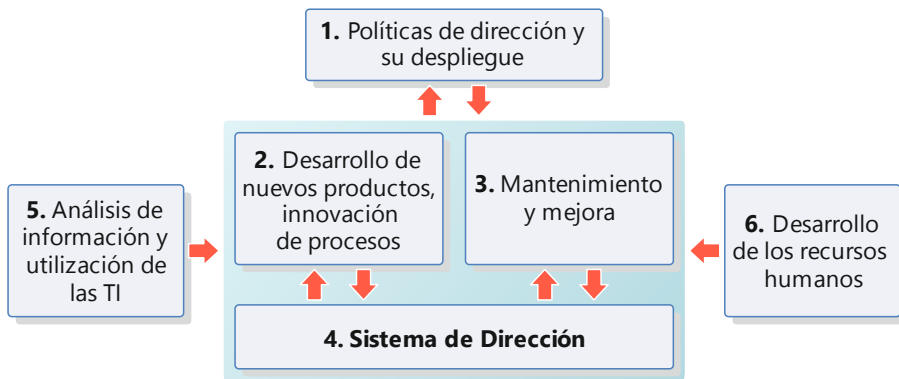 1. Políticas de dirección y
su despliegue
2. Desarrollo de
nuevos productos,
innovación
de procesos
3. Mantenimiento
y mejora
5. Análisis de
información y
utilización de
las TI
6. Desarrollo
de los recursos
humanos
4. Sistema de Dirección